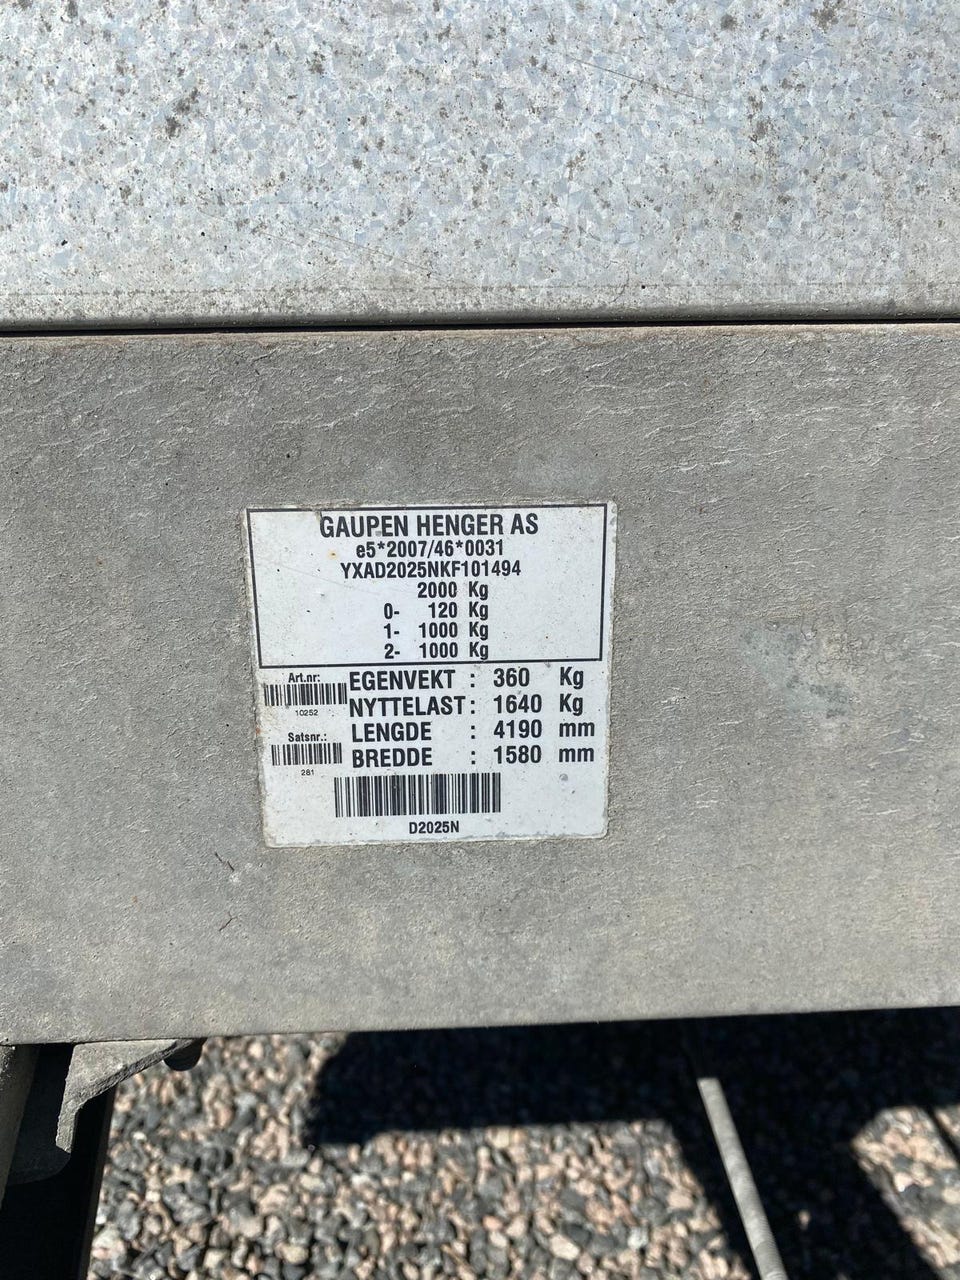 GAUPEN HENGER AS
e5*2007/46*0031
YXAD2025NKF101494
2000 Kg
0- 120 Kg
1- 1000 Kg
2- 1000 Kg
Art.nr:
10252
Satsnr.:
281
EGENVEKT : 360 Kg
NYTTELAST : 1640 Kg
LENGDE : 4190 mm
BREDDE : 1580 mm
D2025N